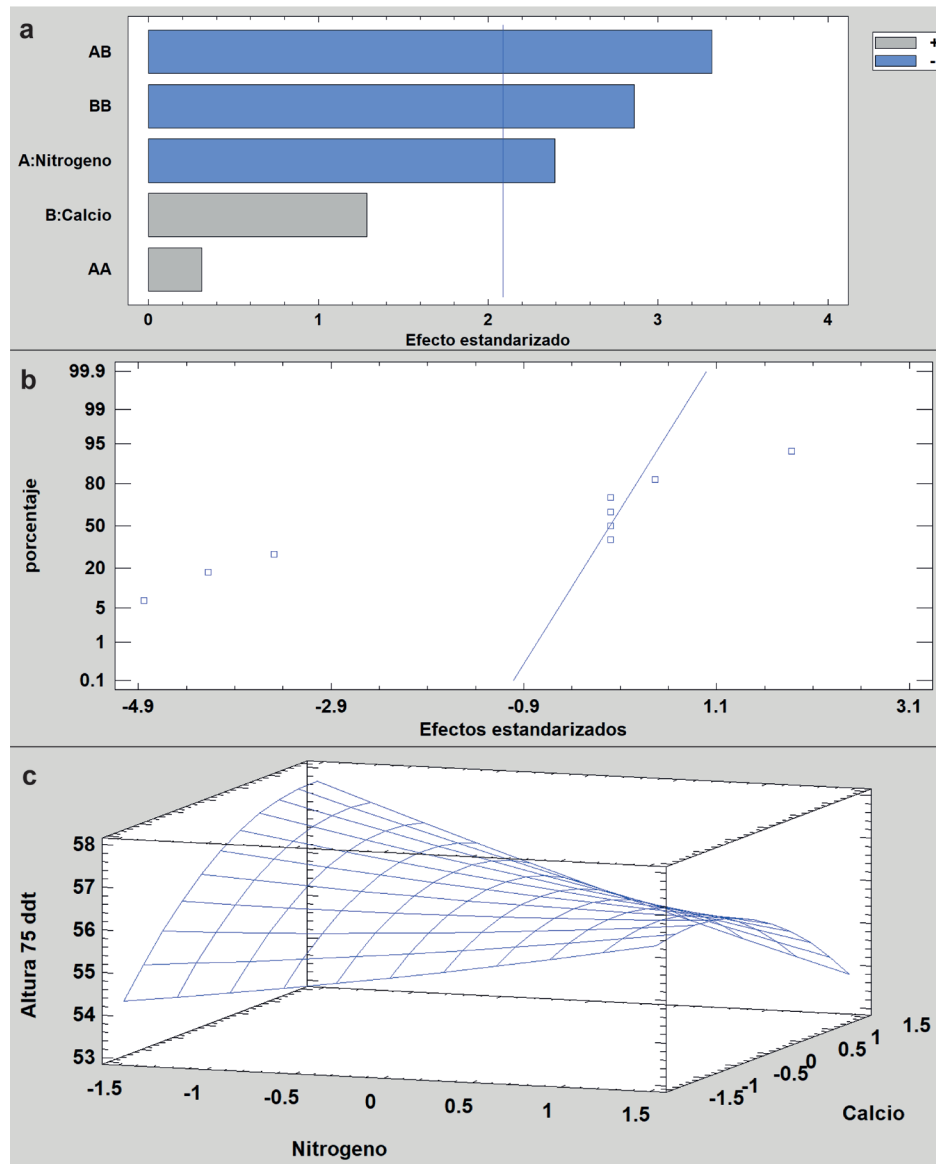 a
AB
BB
A:Nitrogeno
B:Calcio
AA
0 1 2 3 4
Efecto estandarizado
+
-
b
99.9
99
95
80
50
20
5
1
0.1
porcentaje
-4.9 -2.9 -0.9 1.1 3.1
Efectos estandarizados
c
58
57
56
55
54
53
Altura 75 ddt
-1.5 -1 -0.5 0 0.5 1 1.5
Nitrogeno
-1.5 -1 -0.5 0 0.5 1 1.5
Calcio